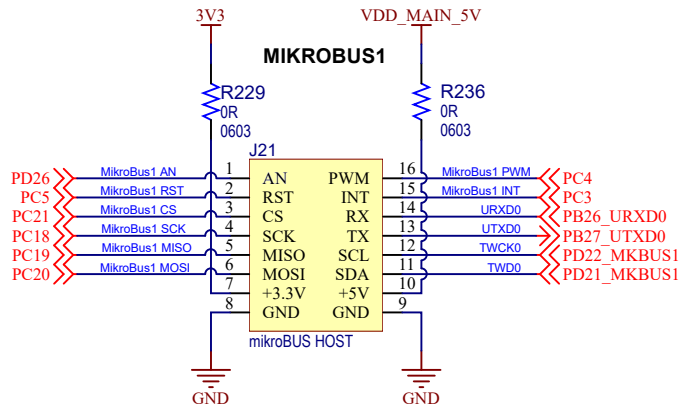 3V3 VDD_MAIN_5V
MIKROBUS1
R229 R236
0R 0R
0603 0603
J21
PD26 MikroBus1 AN 1 AN PWM 16 MikroBus1 PWM PC4
PC5 MikroBus1 RST 2 RST INT 15 MikroBus1 INT PC3
PC21 MikroBus1 CS 3 CS RX 14 URXD0 PB26_URXD0
PC18 MikroBus1 SCK 4 SCK TX 13 UTXD0 PB27_UTXD0
PC19 MikroBus1 MISO 5 MISO SCL 12 TWCK0 PD22_MKBUS1
PC20 MikroBus1 MOSI 6 MOSI SDA 11 TWD0 PD21_MKBUS1
7 +3.3V +5V 10
8 GND GND 9
mikroBUS HOST
GND GND